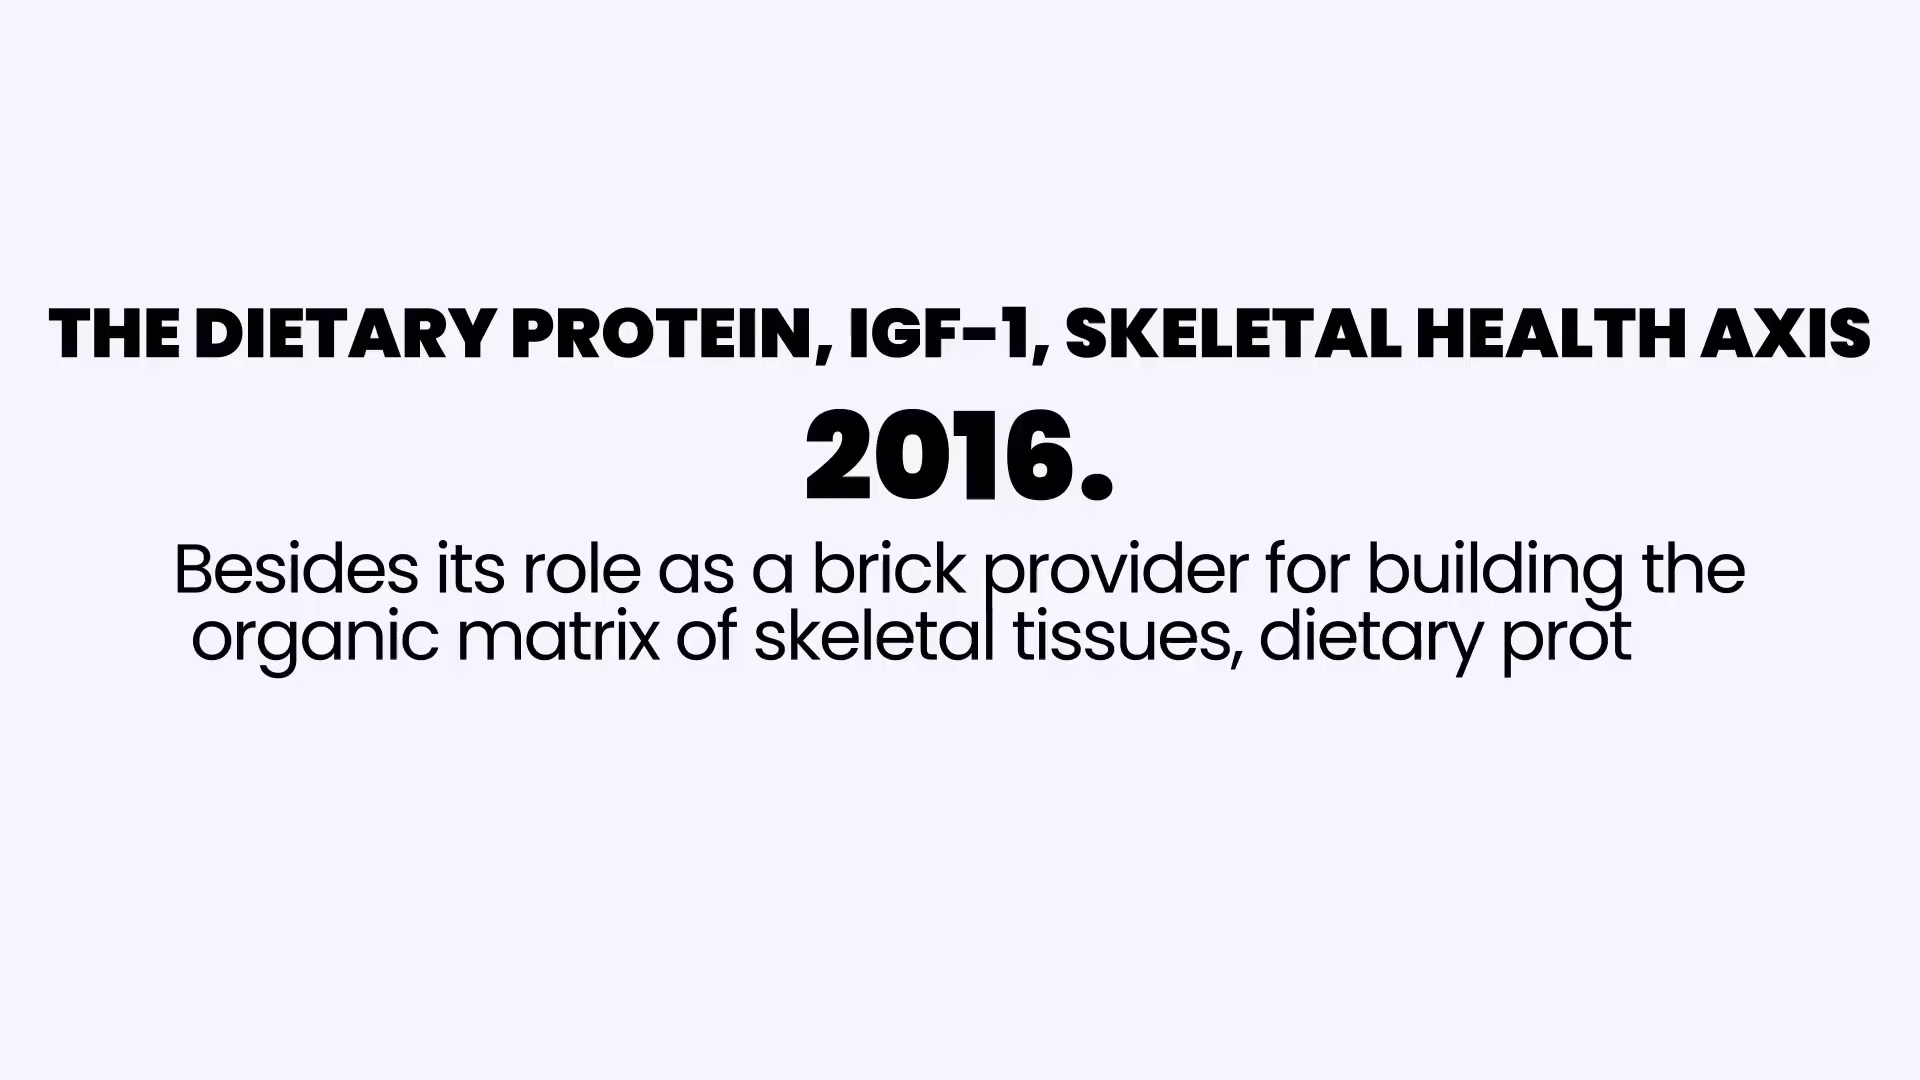 THE DIETARY PROTEIN, IGF-1, SKELETAL HEALTH AXIS
2016.
Besides its role as a brick provider for building the
organic matrix of skeletal tissues, dietary prot